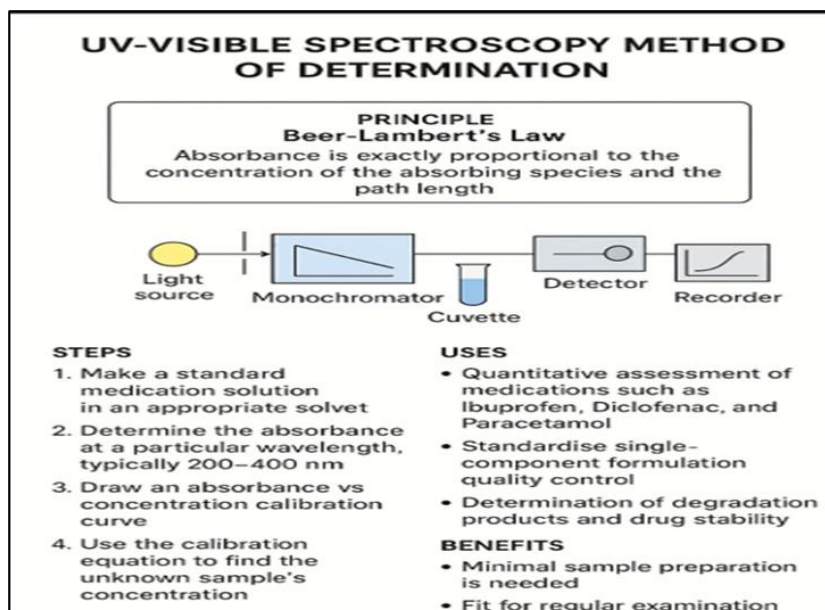 UV-VISIBLE SPECTROSCOPY METHOD
OF DETERMINATION
PRINCIPLE
Beer-Lambert's Law
Absorbance is exactly proportional to the
concentration of the absorbing species and the
path length
Light
source
Monochromator
Cuvette
Detector
Recorder
STEPS
1. Make a standard
medication solution
in an appropriate solvet
2. Determine the absorbance
at a particular wavelength,
typically 200–400 nm
3. Draw an absorbance vs
concentration calibration
curve
4. Use the calibration
equation to find the
unknown sample's
concentration
USES
• Quantitative assessment of
medications such as
Ibuprofen, Diclofenac, and
Paracetamol
• Standardise single-
component formulation
quality control
• Determination of degradation
products and drug stability
BENEFITS
• Minimal sample preparation
is needed
• Fit for regular examination